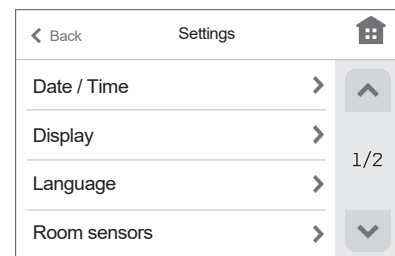 Back Settings
Date / Time
Display
1/2
Language
Room sensors